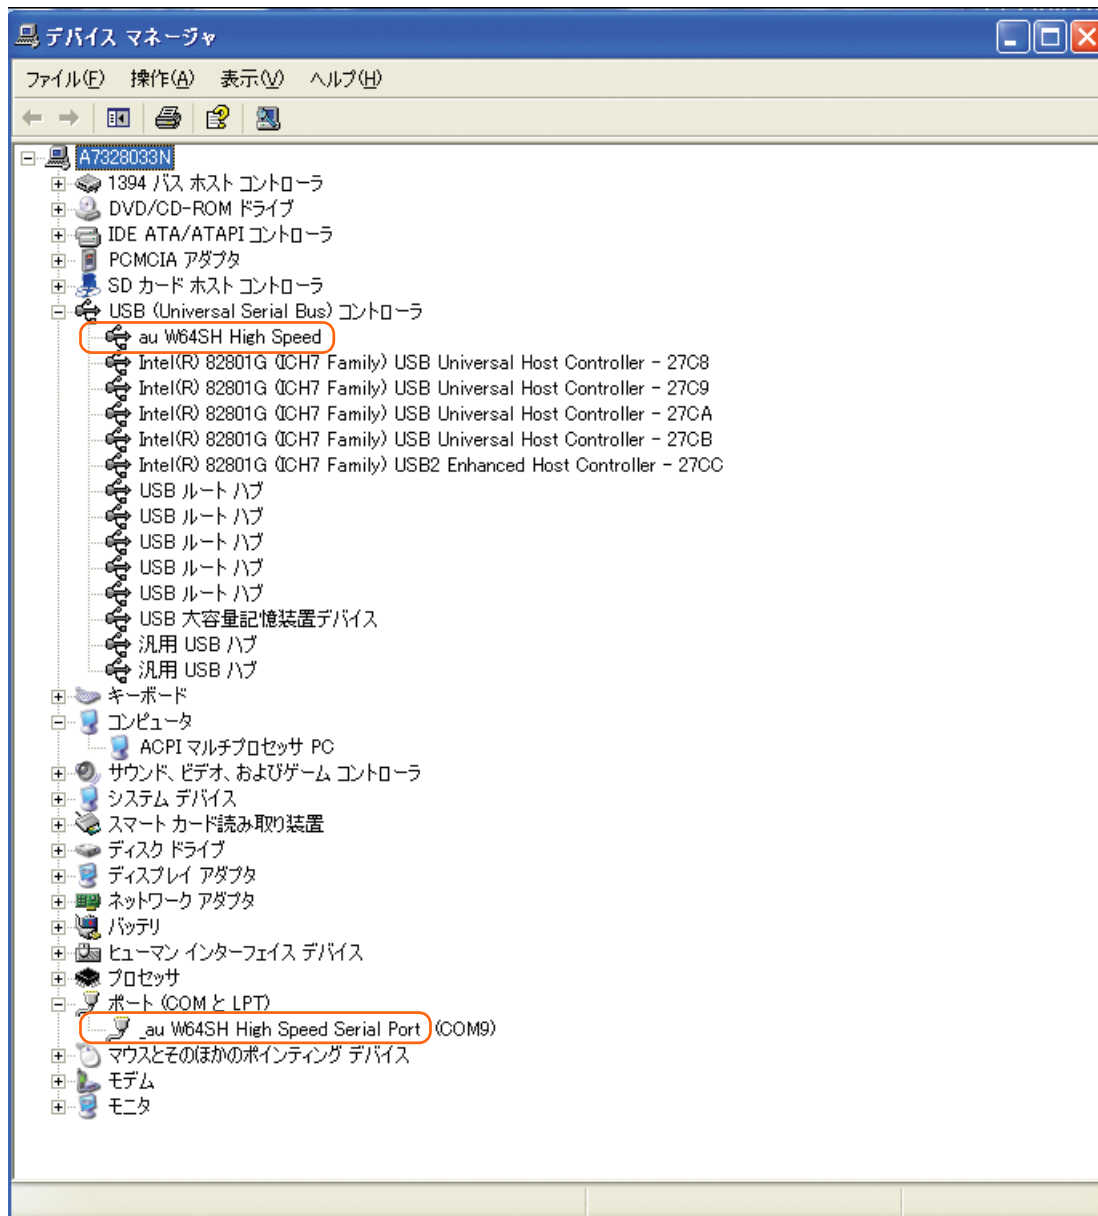 デバイス マネージャ
ファイル(F) 操作(A) 表示(V) ヘルプ(H)
A7328033N
1394 バス ホスト コントローラ
DVD/CD-ROM ドライブ
IDE ATA/ATAPI コントローラ
PCMCIA アダプタ
SD カード ホスト コントローラ
USB (Universal Serial Bus) コントローラ
au W64SH High Speed
Intel(R) 82801G (ICH7 Family) USB Universal Host Controller - 27C8
Intel(R) 82801G (ICH7 Family) USB Universal Host Controller - 27C9
Intel(R) 82801G (ICH7 Family) USB Universal Host Controller - 27CA
Intel(R) 82801G (ICH7 Family) USB Universal Host Controller - 27CB
Intel(R) 82801G (ICH7 Family) USB2 Enhanced Host Controller - 27CC
USB ルート ハブ
USB ルート ハブ
USB ルート ハブ
USB ルート ハブ
USB ルート ハブ
USB 大容量記憶装置デバイス
汎用 USB ハブ
汎用 USB ハブ
キーボード
コンピュータ
ACPI マルチプロセッサ PC
サウンド、ビデオ、およびゲーム コントローラ
システム デバイス
スマート カード読み取り装置
ディスク ドライブ
ディスプレイ アダプタ
ネットワーク アダプタ
バッテリ
ヒューマン インターフェイス デバイス
プロセッサ
ポート (COM と LPT)
_au W64SH High Speed Serial Port (COM9)
マウスとそのほかのポインティング デバイス
モデム
モニタ